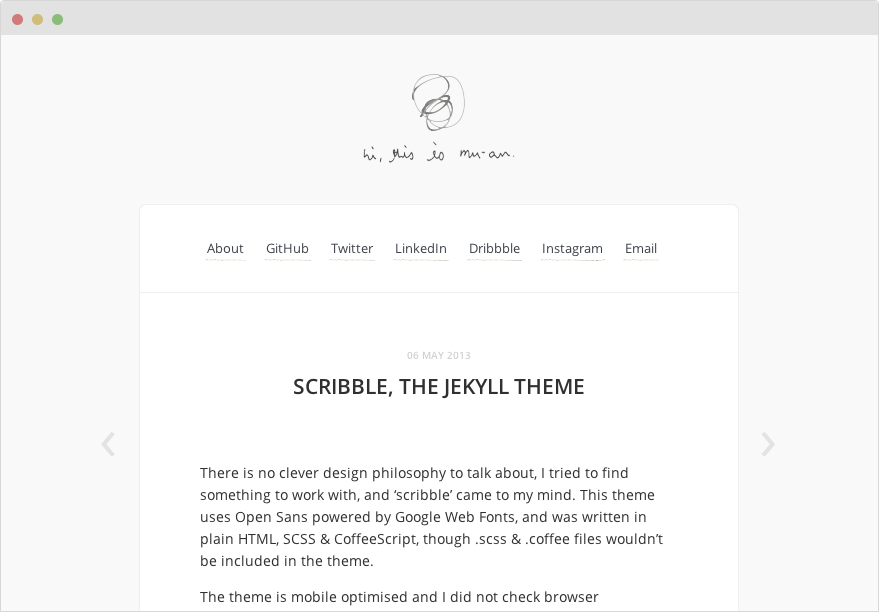 hi, this is mu-an.
About GitHub Twitter LinkedIn Dribbble Instagram Email
06 MAY 2013
SCRIBBLE, THE JEKYLL THEME
There is no clever design philosophy to talk about, I tried to find
something to work with, and ‘scribble’ came to my mind. This theme
uses Open Sans powered by Google Web Fonts, and was written in
plain HTML, SCSS & CoffeeScript, though .scss & .coffee files wouldn’t
be included in the theme.
The theme is mobile optimised and I did not check browser